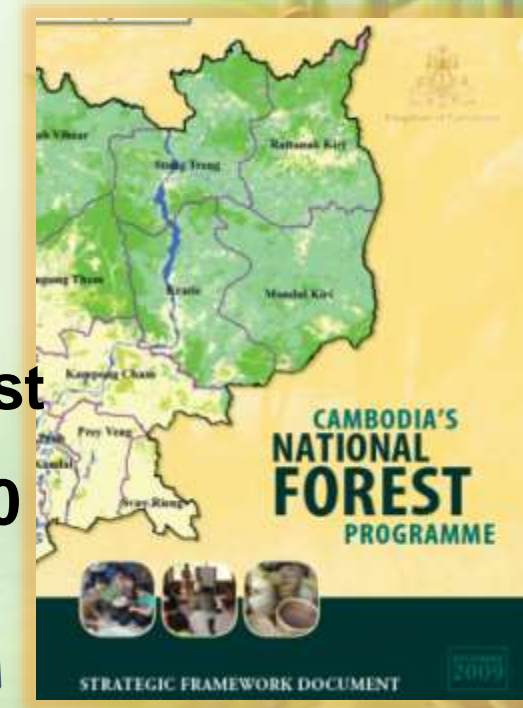 st
0
Rattanak Kiri
Stung Treng
Kratie
Mondul Kiri
Kampong Cham
Prey Veng
Svay Rieng
CAMBODIA'S
NATIONAL
FOREST
PROGRAMME
STRATEGIC FRAMEWORK DOCUMENT
2009